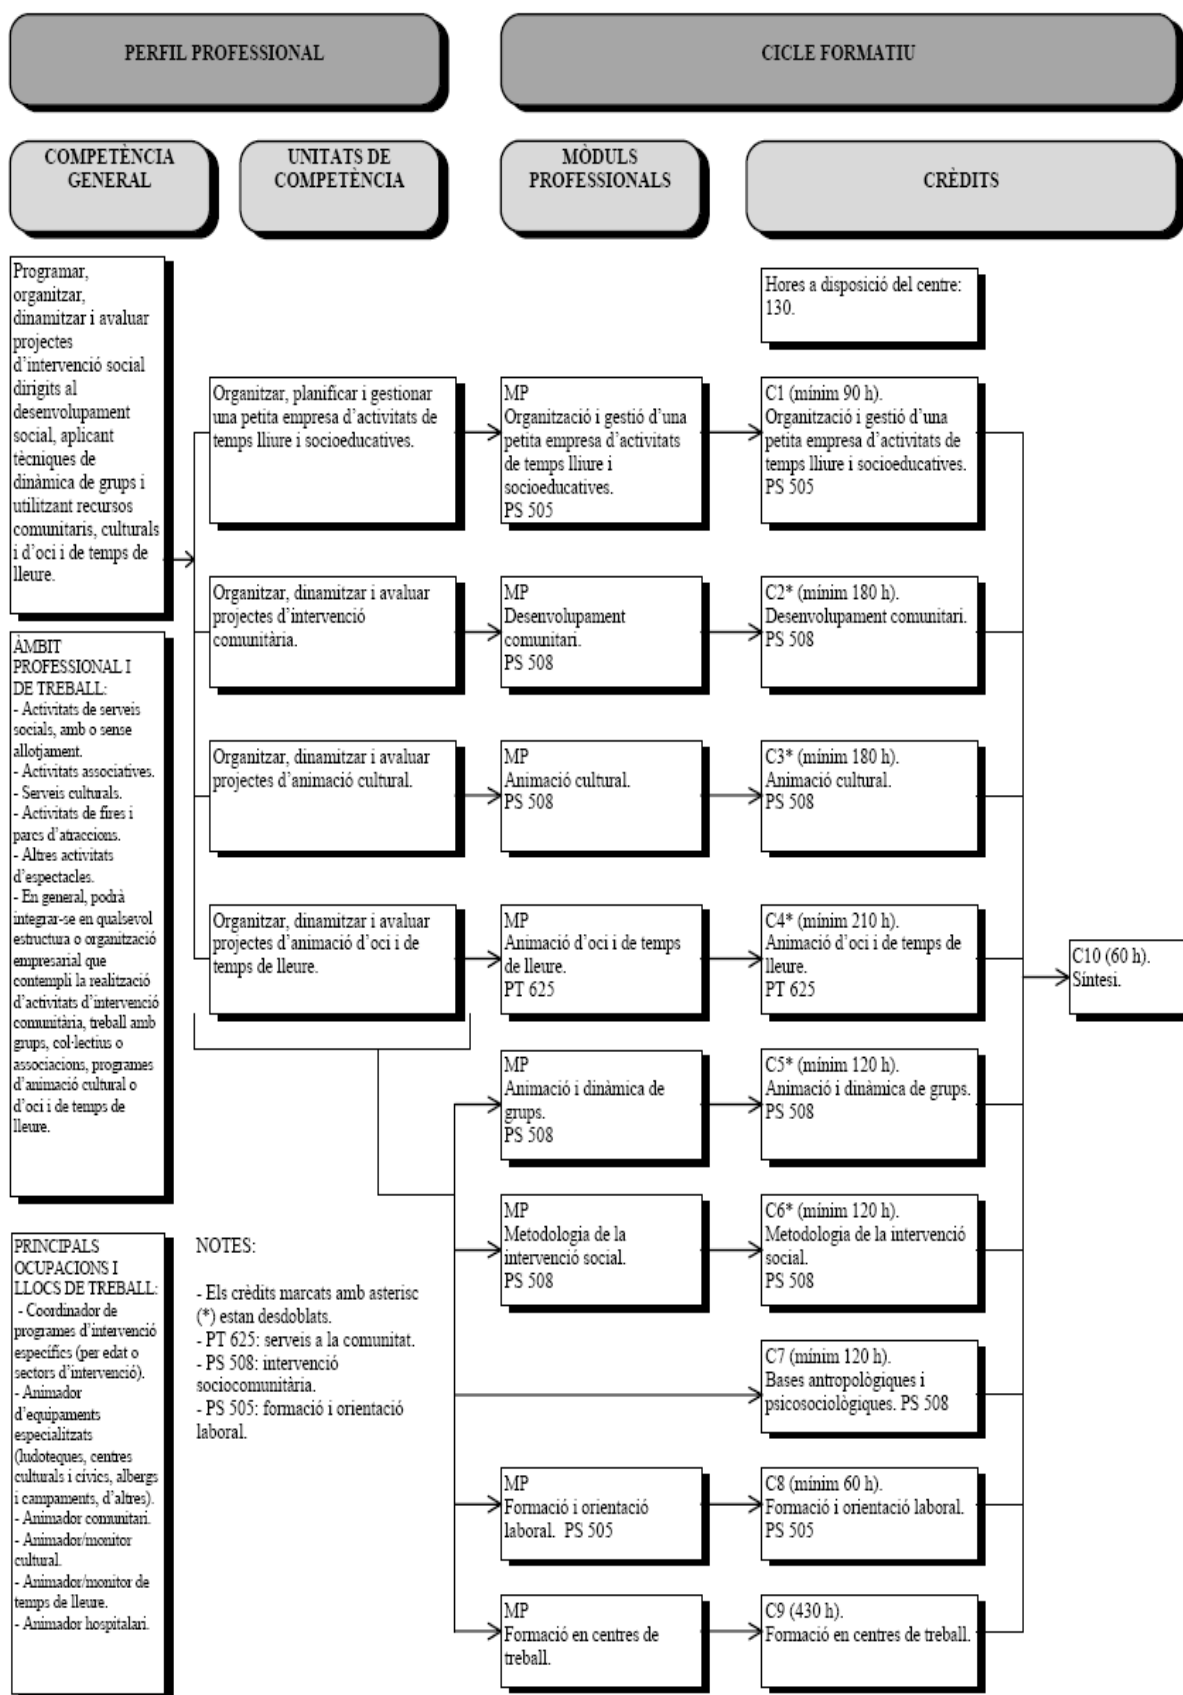 PERFIL PROFESSIONAL
CICLE FORMATIU
COMPETÈNCIA
GENERAL
UNITATS DE
COMPETÈNCIA
MÒDULS
PROFESSIONALS
CRÈDITS
Programar,
organitzar,
dinamitzar i avaluar
projectes
d’intervenció social
dirigits al
desenvolupament
social, aplicant
tècniques de
dinàmica de grups i
utilitzant recursos
comunitaris, culturals
i d’oci i de temps de
lleure.
ÀMBIT
PROFESSIONAL I
DE TREBALL:
- Activitats de serveis
socials, amb o sense
allotjament.
- Activitats associatives.
- Serveis culturals.
- Activitats de fires i
parcs d’atraccions.
- Altres activitats
d’espectacles.
- En general, podrà
integrar-se en qualsevol
estructura o organització
empresarial que
contempli la realització
d’activitats d’intervenció
comunitària, treball amb
grups, col·lectius o
associacions, programes
d’animació cultural o
d’oci i de temps de
lleure.
PRINCIPALS
OCUPACIONS I
LLOCS DE TREBALL:
- Coordinador de
programes d’intervenció
específics (per edat o
sectors d’intervenció).
- Animador
d’equipaments
especialitzats
(ludoteques, centres
culturals i cívics, albergs
i campaments, d’altres).
- Animador comunitari.
- Animador/monitor
cultural.
- Animador/monitor de
temps de lleure.
- Animador hospitalari.
Organitzar, planificar i gestionar
una petita empresa d’activitats de
temps lliure i socioeducatives.
Organitzar, dinamitzar i avaluar
projectes d’intervenció
comunitària.
Organitzar, dinamitzar i avaluar
projectes d’animació cultural.
Organitzar, dinamitzar i avaluar
projectes d’animació d’oci i de
temps de lleure.
NOTES:
- Els crèdits marcats amb asterisc
(*) estan desdoblats.
- PT 625: serveis a la comunitat.
- PS 508: intervenció
sociocomunitària.
- PS 505: formació i orientació
laboral.
MP
Organització i gestió d’una
petita empresa d’activitats
de temps lliure i
socioeducatives.
PS 505
MP
Desenvolupament
comunitari.
PS 508
MP
Animació cultural.
PS 508
MP
Animació d’oci i de temps
de lleure.
PT 625
MP
Animació i dinàmica de
grups.
PS 508
MP
Metodologia de la
intervenció social.
PS 508
MP
Formació i orientació
laboral. PS 505
MP
Formació en centres de
treball.
Hores a disposició del centre:
130.
C1 (mínim 90 h).
Organització i gestió d’una
petita empresa d’activitats de
temps lliure i socioeducatives.
PS 505
C2* (mínim 180 h).
Desenvolupament comunitari.
PS 508
C3* (mínim 180 h).
Animació cultural.
PS 508
C4* (mínim 210 h).
Animació d’oci i de temps de
lleure.
PT 625
C5* (mínim 120 h).
Animació i dinàmica de grups.
PS 508
C6* (mínim 120 h).
Metodologia de la intervenció
social.
PS 508
C7 (mínim 120 h).
Bases antropològiques i
psicosociològiques. PS 508
C8 (mínim 60 h).
Formació i orientació laboral.
PS 505
C9 (430 h).
Formació en centres de treball.
C10 (60 h).
Síntesi.